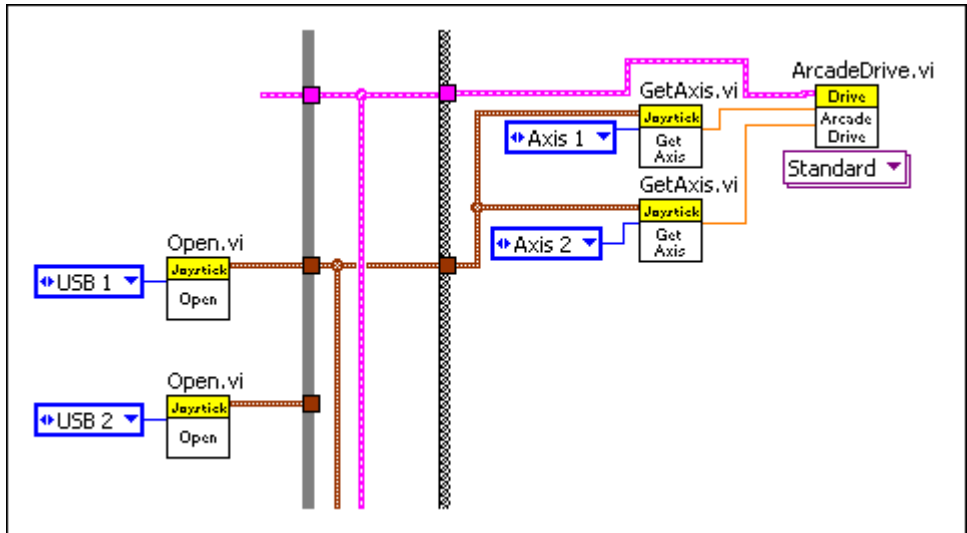 ArcadeDrive.vi
Drive
Arcade
Drive
Standard
GetAxis.vi
Joystick
Get
Axis
Axis 1
GetAxis.vi
Joystick
Get
Axis
Axis 2
Open.vi
Joystick
Open
USB 1
Open.vi
Joystick
Open
USB 2